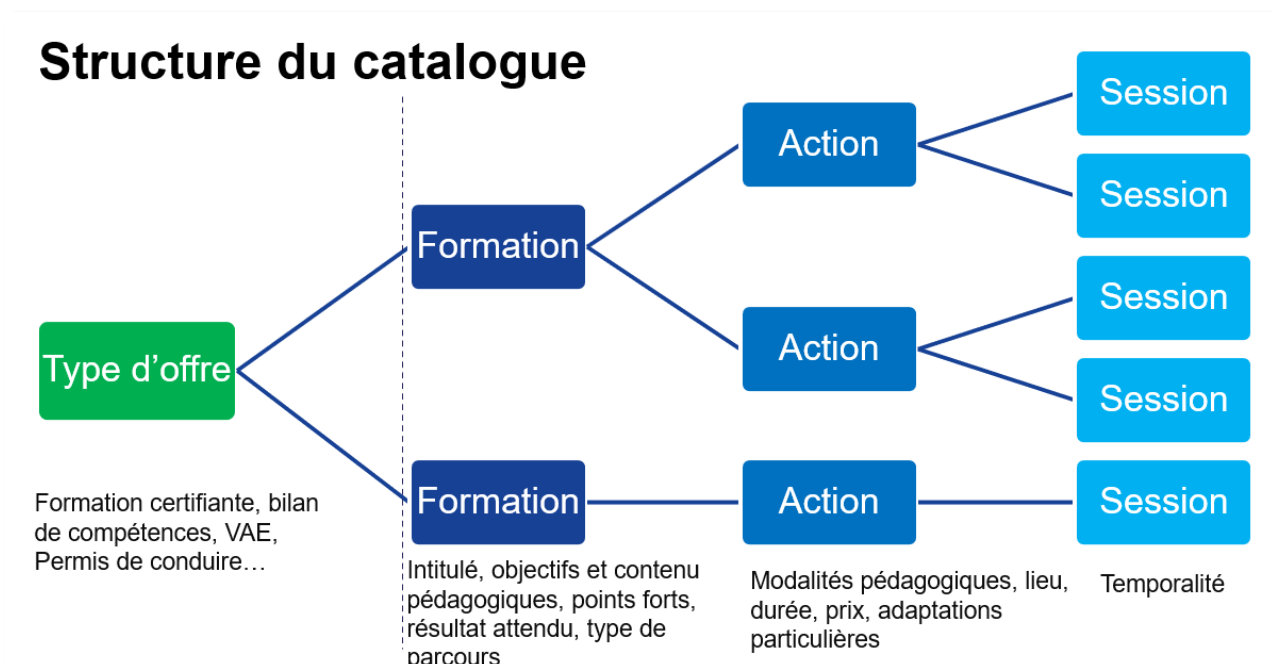 Structure du catalogue
Session
Action
Session
Formation
Session
Action
Type d’offre
Session
Formation
Action
Session
Formation certifiante, bilan
de compétences, VAE,
Permis de conduire…
Intitulé, objectifs et contenu
pédagogiques, points forts,
résultat attendu, type de
parcours
Modalités pédagogiques, lieu,
durée, prix, adaptations
particulières
Temporalité